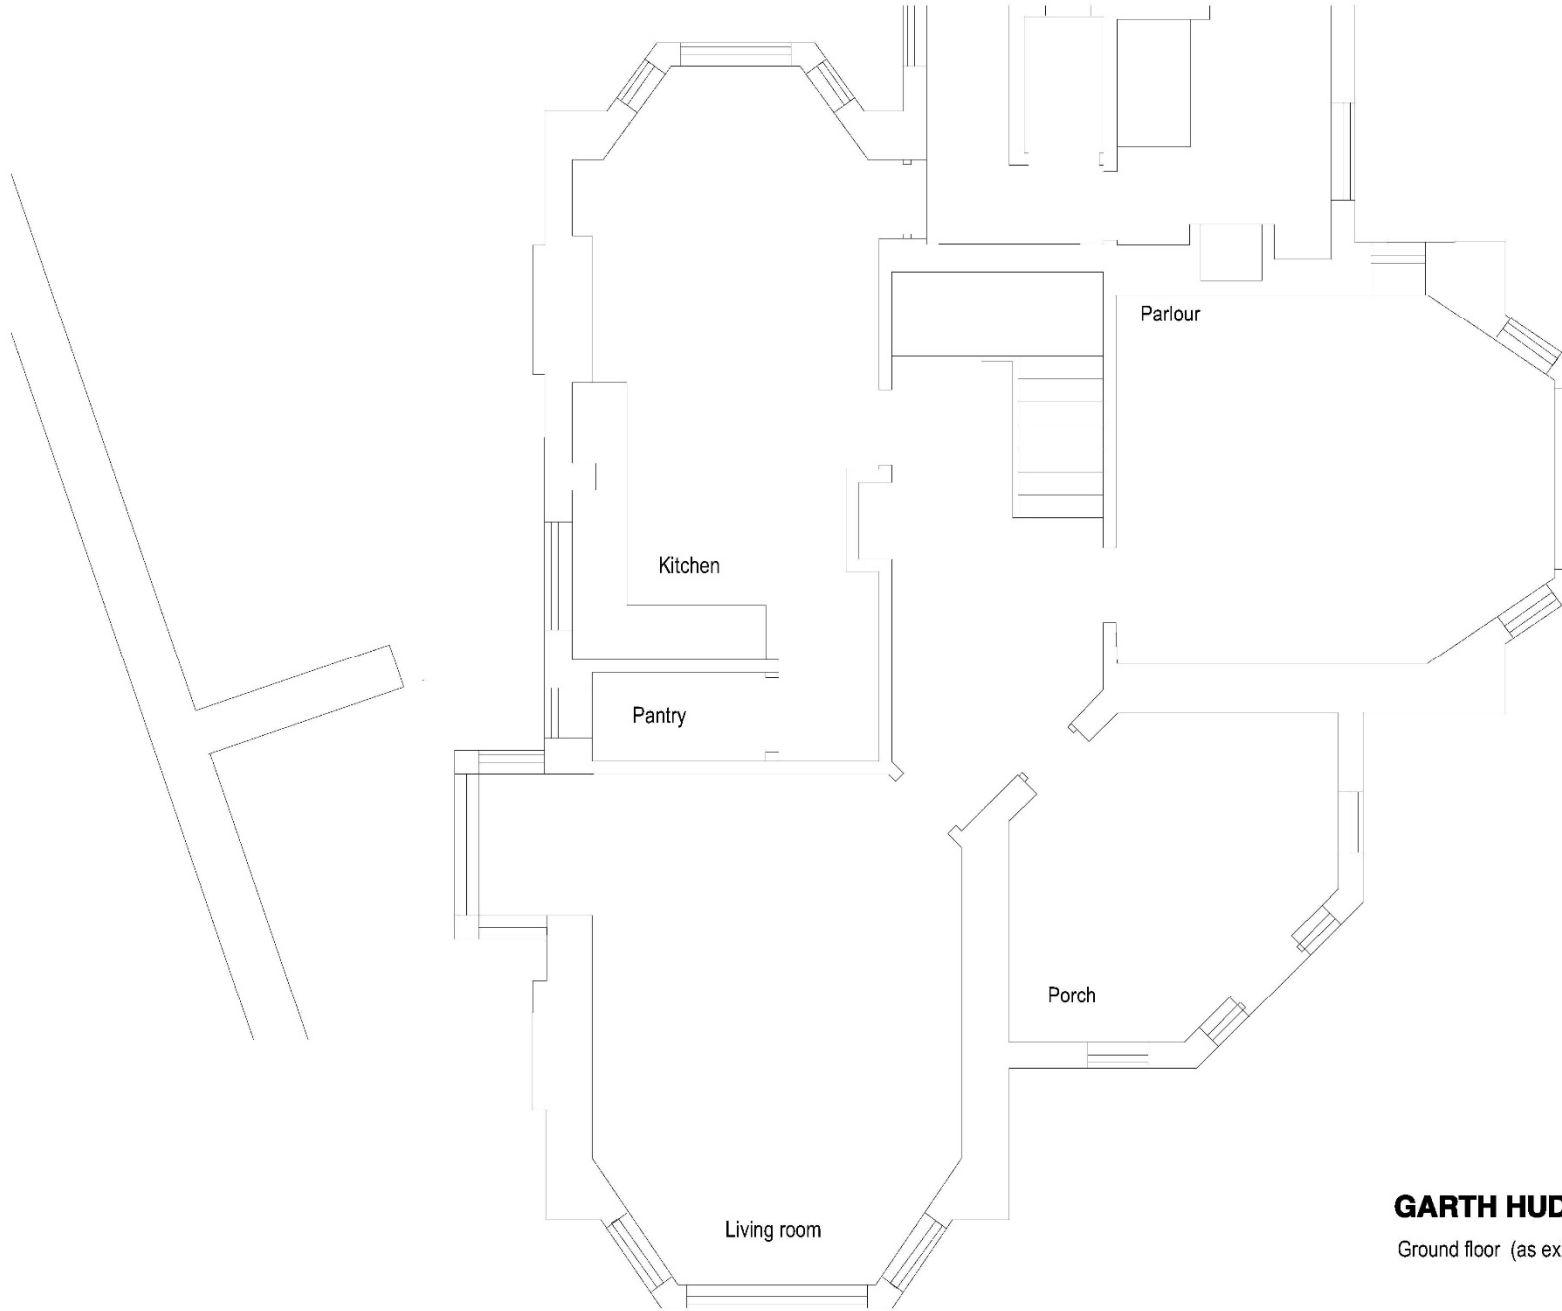 Parlour
Kitchen
Pantry
Porch
Living room
GARTH HUD
Ground floor (as ex